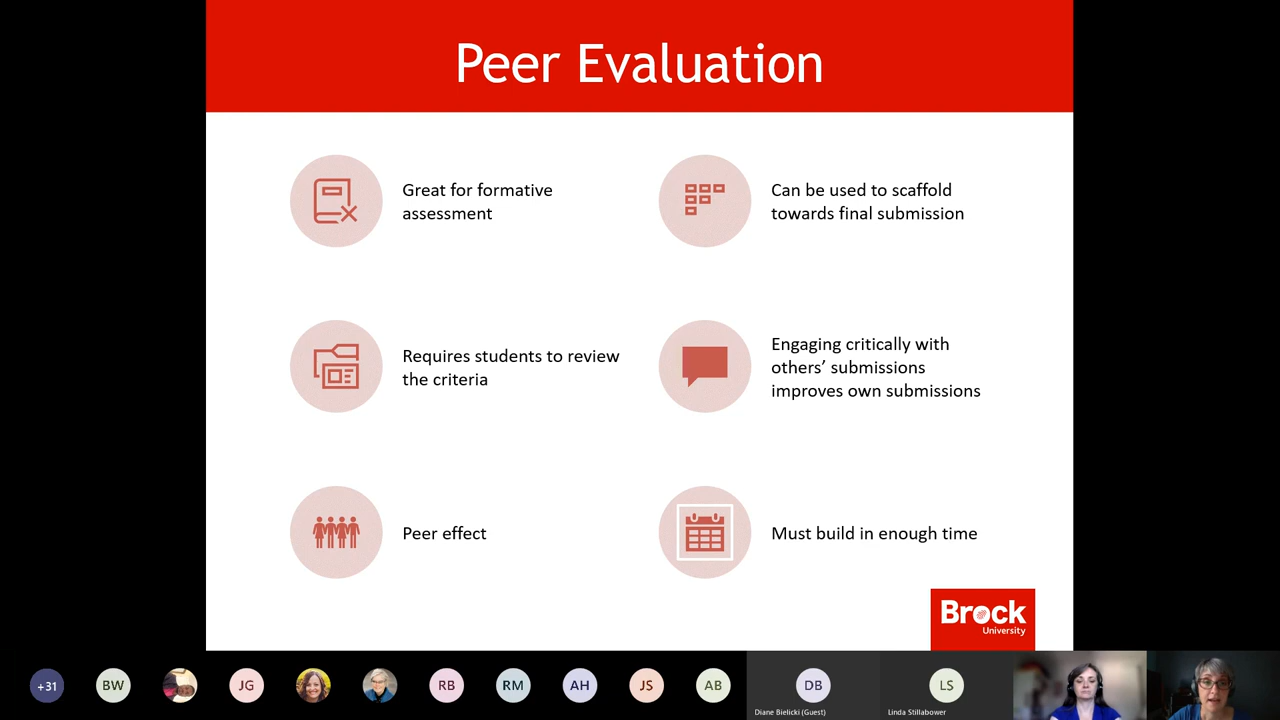 Peer Evaluation
Great for formative
assessment
Can be used to scaffold
towards final submission
Requires students to review
the criteria
Engaging critically with
others’ submissions
improves own submissions
Peer effect
Must build in enough time
Brock
University
+31
BW
JG
RB
RM
AH
JS
AB
DB
LS
Diane Bielicki (Guest)
Linda Stillabower